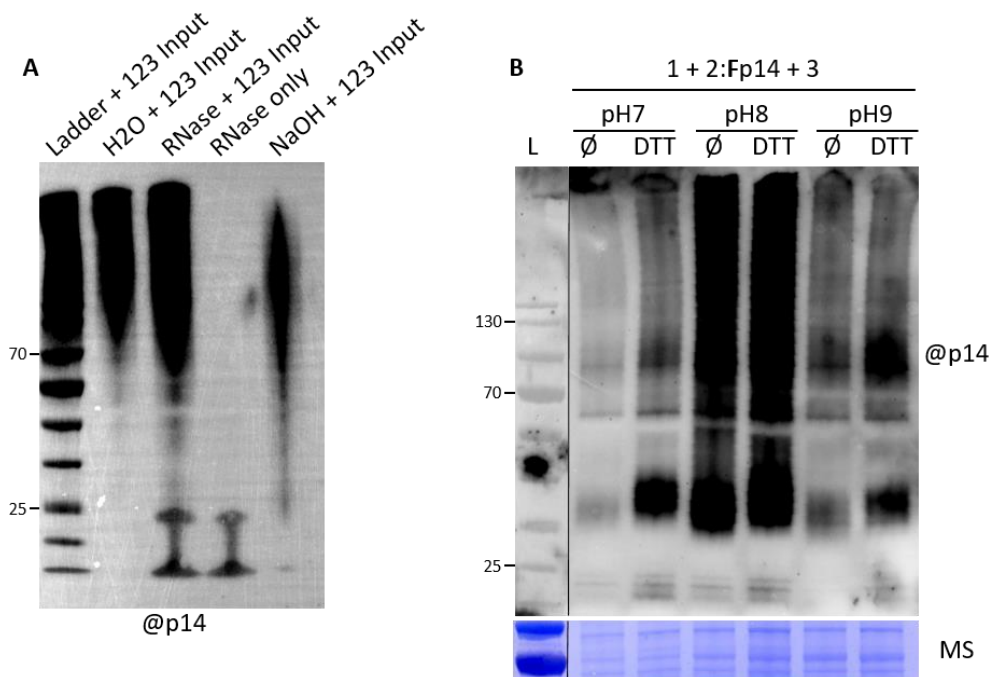 A
Ladder + 123 Input
H2O + 123 Input
RNase + 123 Input
RNase only
NaOH + 123 Input
70
25
@p14
B
1 + 2:Fp14 + 3
pH7 pH8 pH9
L Ø DTT Ø DTT Ø DTT
130
70
25
@p14
MS